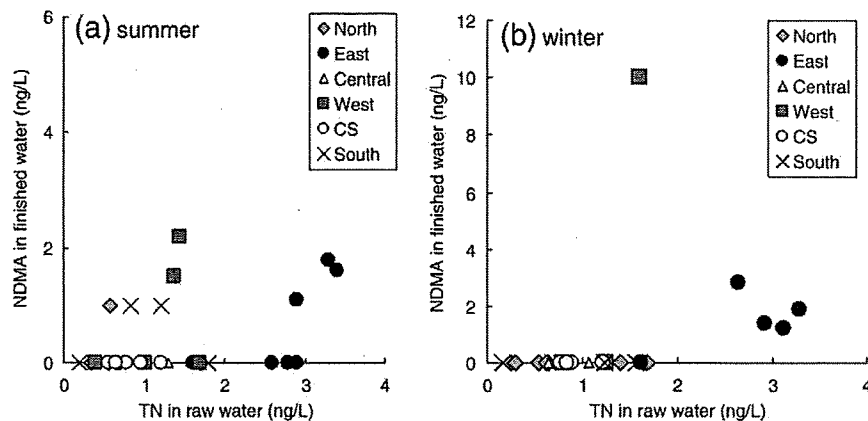 (a) summer
NDMA in finished water (ng/L)
6
4
2
0
North
East
Central
West
CS
South
0 1 2 3 4
TN in raw water (ng/L)
(b) winter
NDMA in finished water (ng/L)
12
10
8
6
4
2
0
North
East
Central
West
CS
South
0 1 2 3 4
TN in raw water (ng/L)